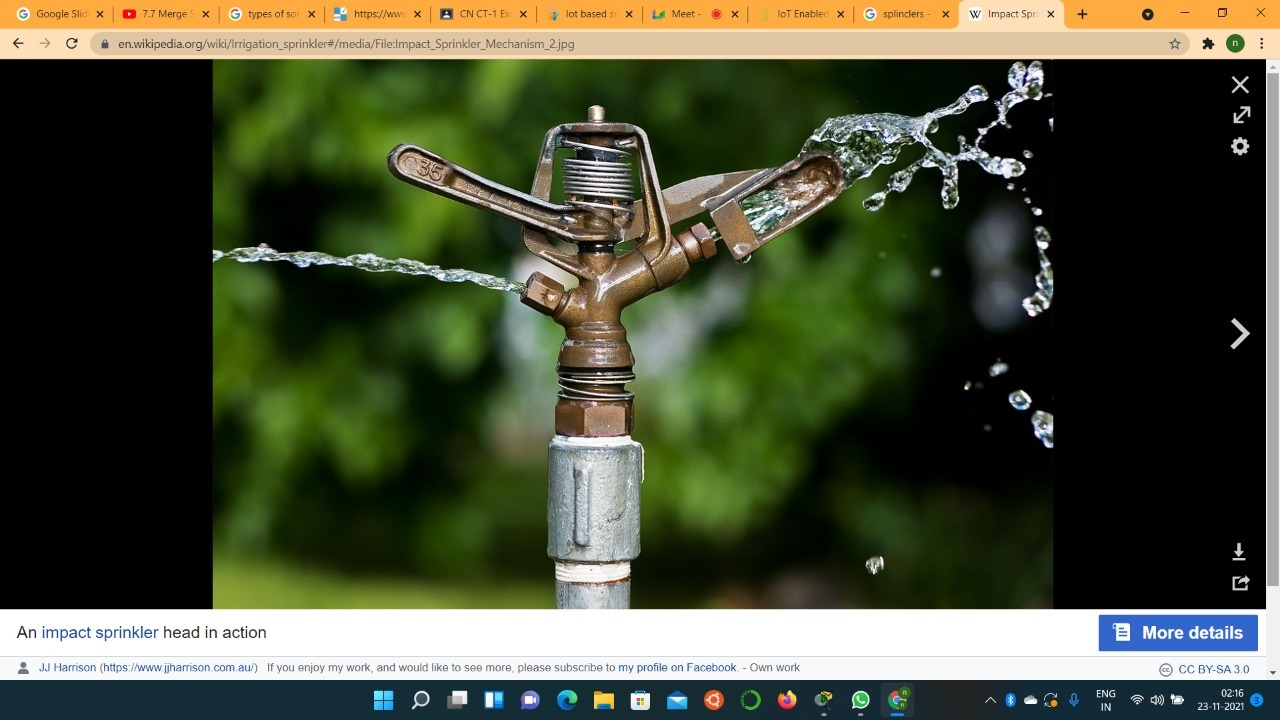 Google Slid
7.7 Merge S
types of sor
https://www
CN CT-1 Ex
Iot based sr
Meet -
IoT Enabled
splinclers -
Impact Spri
en.wikipedia.org/wiki/Irrigation_sprinkler#/media/File:Impact_Sprinkler_Mechanism_2.jpg
n
35
An impact sprinkler head in action
More details
JJ Harrison (https://www.jjharrison.com.au/) If you enjoy my work, and would like to see more, please subscribe to my profile on Facebook. - Own work
CC BY-SA 3.0
ENG
IN
02:16
23-11-2021
3